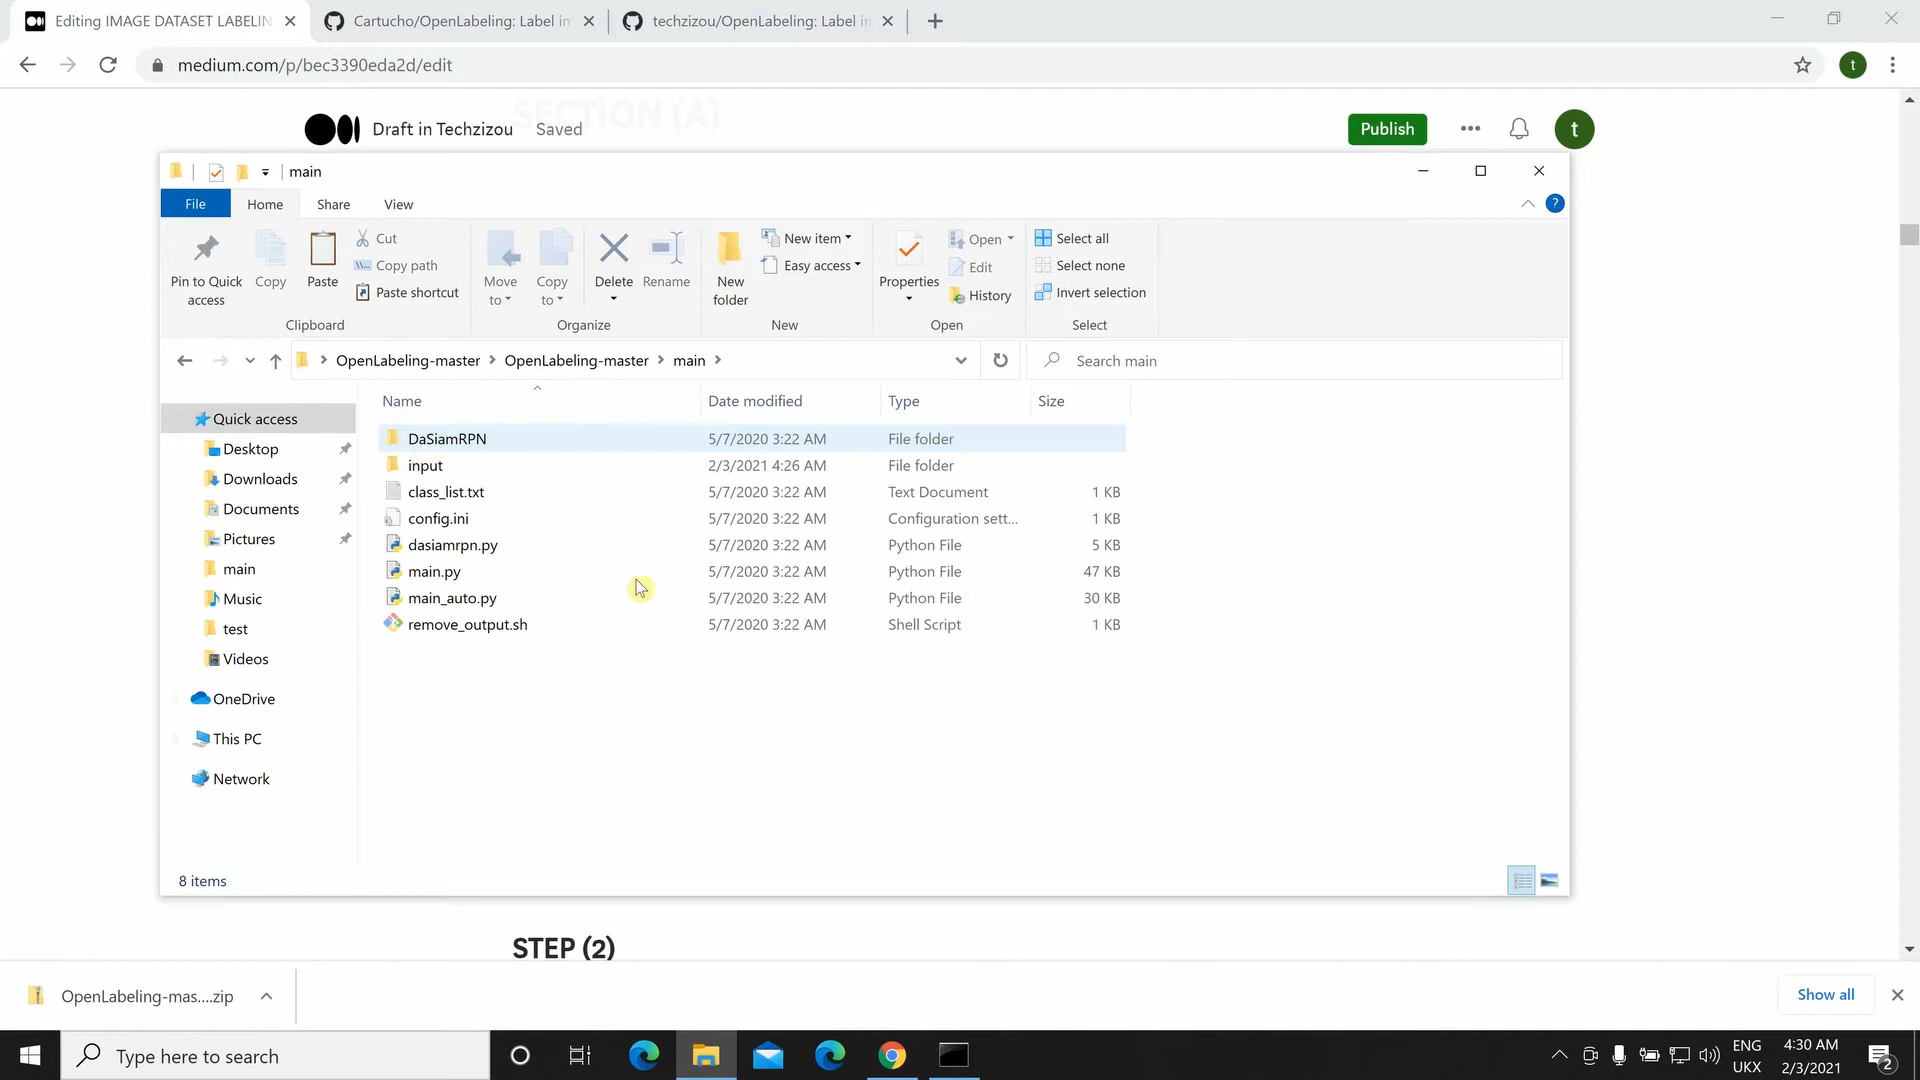 Editing IMAGE DATASET LABELIN
Cartucho/OpenLabeling: Label im
techzizou/OpenLabeling: Label in
medium.com/p/bec3390eda2d/edit
t
SECTION (A)
Draft in Techzizou Saved
Publish
t
main
File Home Share View
?
Pin to Quick access
Copy
Paste
Cut
Copy path
Paste shortcut
Move to
Copy to
Delete
Rename
New folder
New item
Easy access
Properties
Open
Edit
History
Select all
Select none
Invert selection
Clipboard Organize New Open Select
OpenLabeling-master OpenLabeling-master main
Search main
Name Date modified Type Size
Quick access
Desktop
Downloads
Documents
Pictures
main
Music
test
Videos
OneDrive
This PC
Network
DaSiamRPN 5/7/2020 3:22 AM File folder
input 2/3/2021 4:26 AM File folder
class_list.txt 5/7/2020 3:22 AM Text Document 1 KB
config.ini 5/7/2020 3:22 AM Configuration sett... 1 KB
dasiamrpn.py 5/7/2020 3:22 AM Python File 5 KB
main.py 5/7/2020 3:22 AM Python File 47 KB
main_auto.py 5/7/2020 3:22 AM Python File 30 KB
remove_output.sh 5/7/2020 3:22 AM Shell Script 1 KB
8 items
STEP (2)
OpenLabeling-mas....zip
Show all
Type here to search
ENG
UKX
4:30 AM
2/3/2021
2